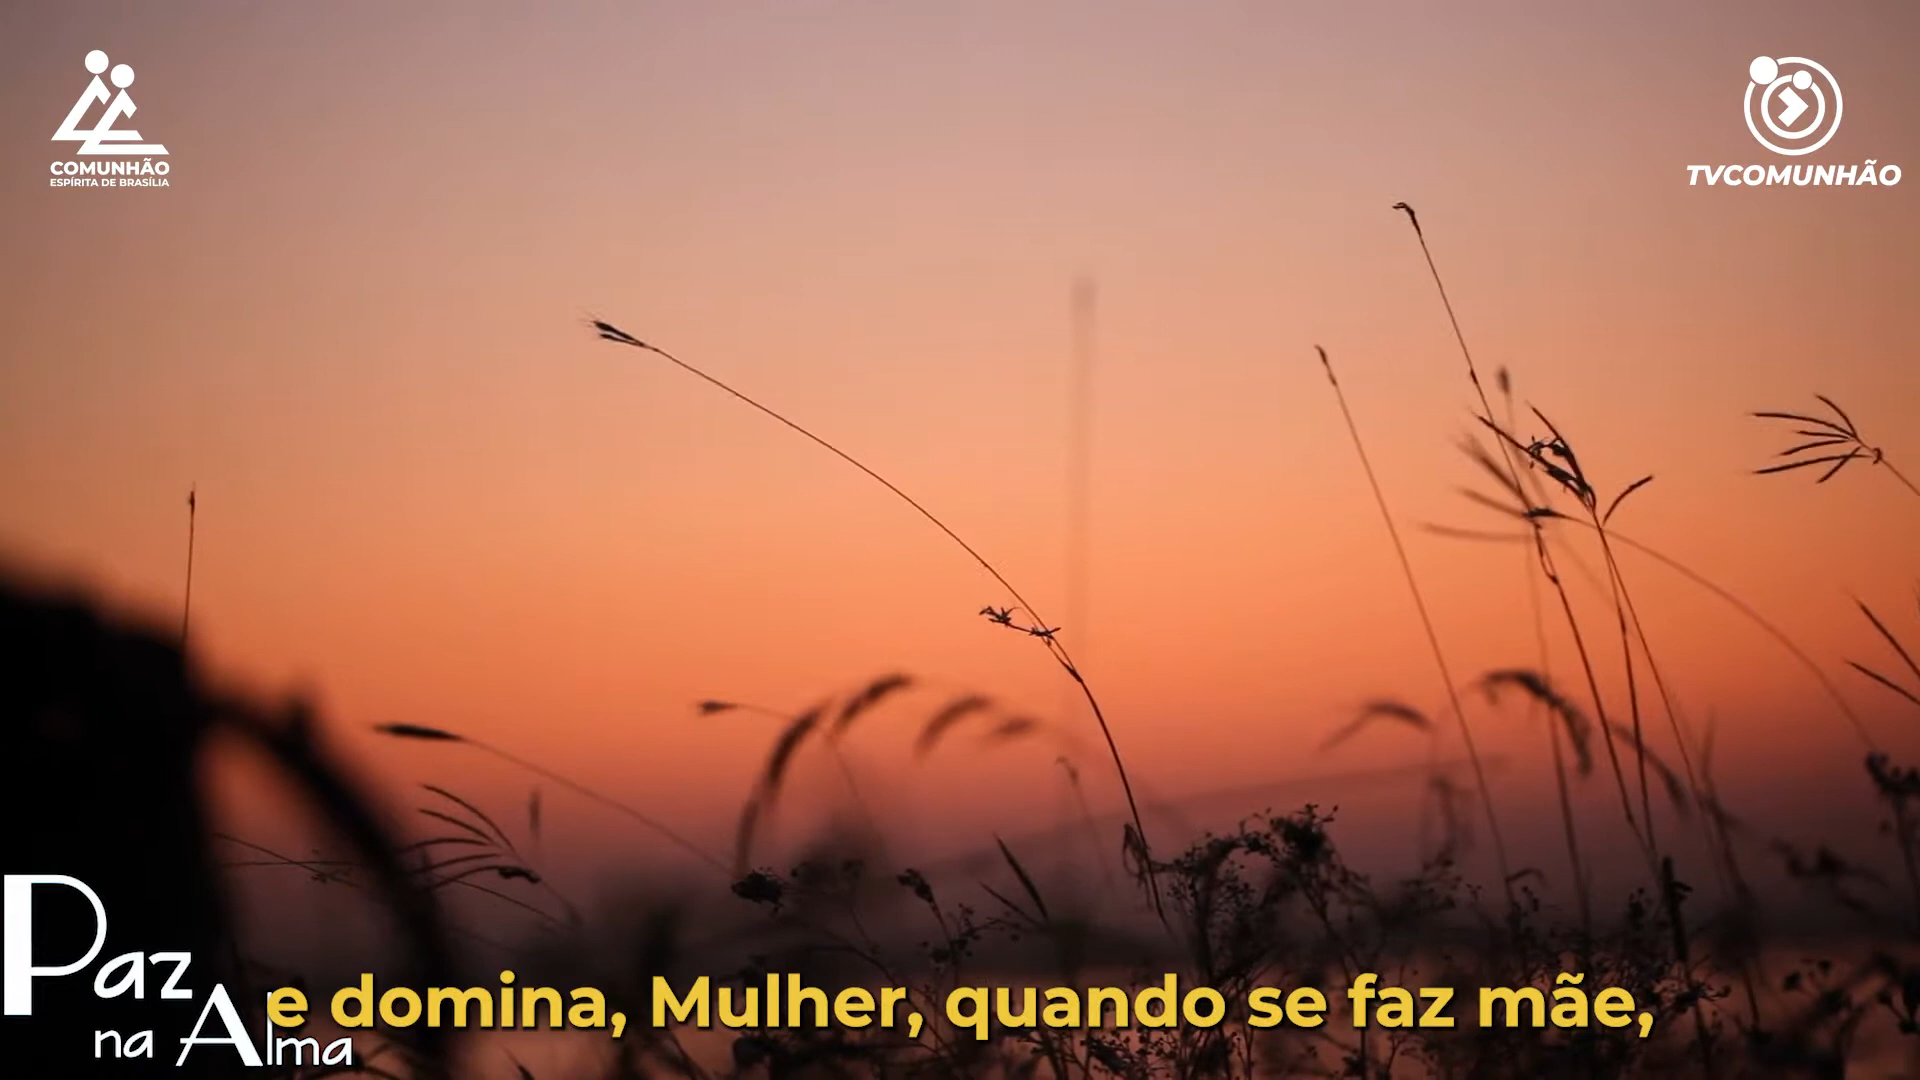 COMUNHÃO
ESPÍRITA DE BRASÍLIA
TVCOMUNHÃO
Paz
na Alma
e domina, Mulher, quando se faz mãe,